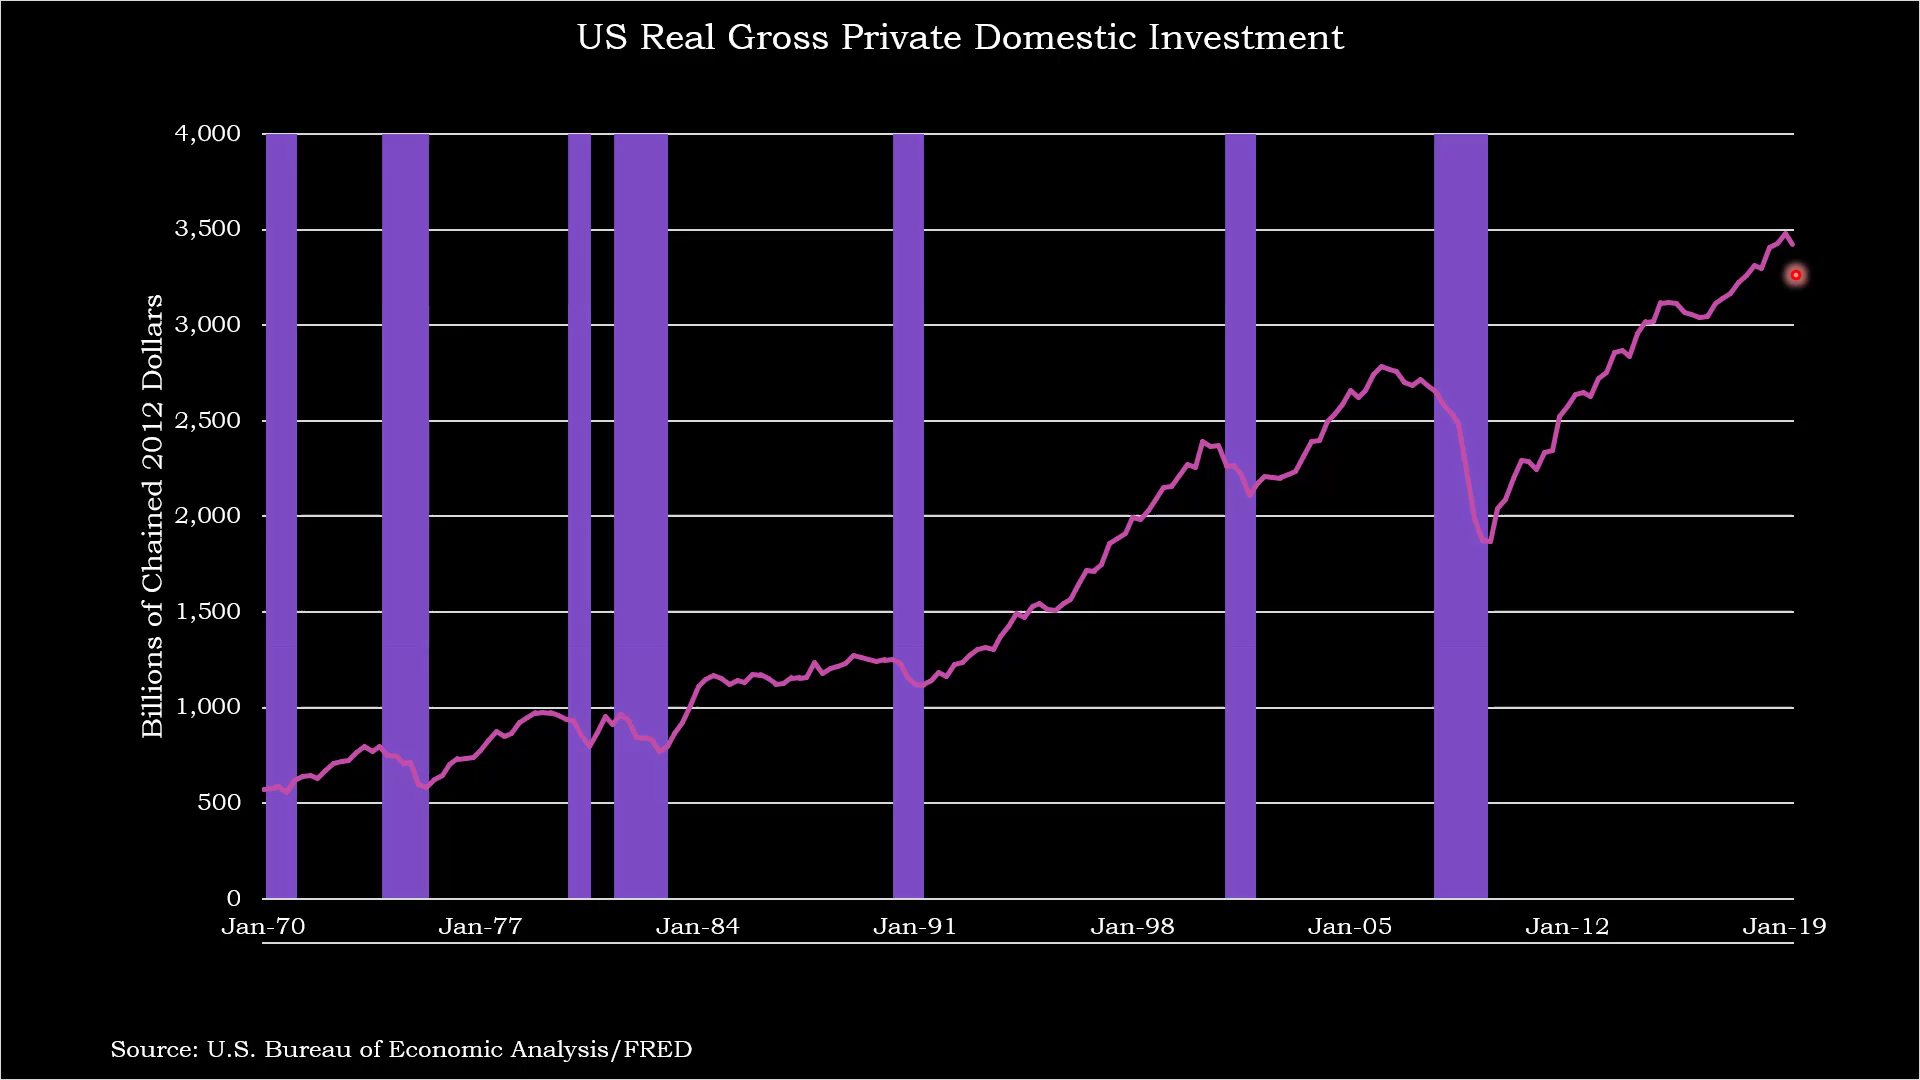 US Real Gross Private Domestic Investment
Billions of Chained 2012 Dollars
4,000
3,500
3,000
2,500
2,000
1,500
1,000
500
0
Jan-70 Jan-77 Jan-84 Jan-91 Jan-98 Jan-05 Jan-12 Jan-19
Source: U.S. Bureau of Economic Analysis/FRED